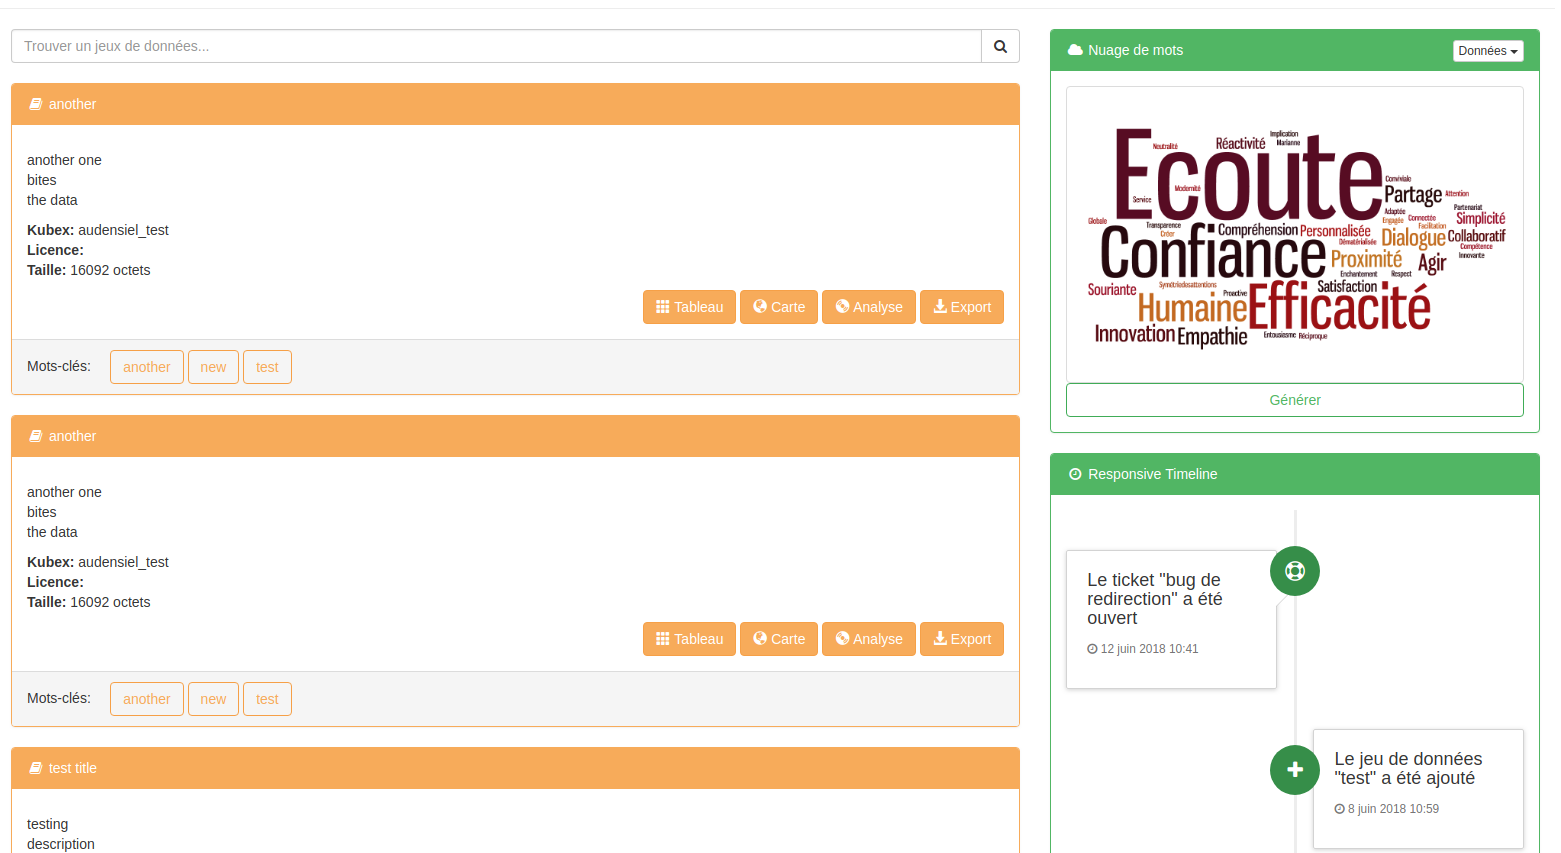 Trouver un jeux de données...
another
another one
bites
the data
Kubex: audensiel_test
Licence:
Taille: 16092 octets
Tableau Carte Analyse Export
Mots-clés: another new test
another
another one
bites
the data
Kubex: audensiel_test
Licence:
Taille: 16092 octets
Tableau Carte Analyse Export
Mots-clés: another new test
test title
testing
description
Nuage de mots Données
Implication
Neutralité
Réactivité
Marianne
Ecoute
Conviviale
Modernité
Partage
Attention
Service
Adaptée
Partenariat
Globale
Engagée
Connectée
Simplicité
Transparence
Facilitation
Créer
Compréhension
Personnalisée
Dialogue
Collaboratif
Dématérialisée
Compétence
Confiance
Proximité
Agir
Innovante
Enchantement
Respect
Souriante
Symétriedesattentions
Satisfaction
Proactive
Humaine
Efficacité
Innovation
Empathie
Entousiasme
Réciproque
Générer
Responsive Timeline
Le ticket "bug de
redirection" a été
ouvert
12 juin 2018 10:41
Le jeu de données
"test" a été ajouté
8 juin 2018 10:59